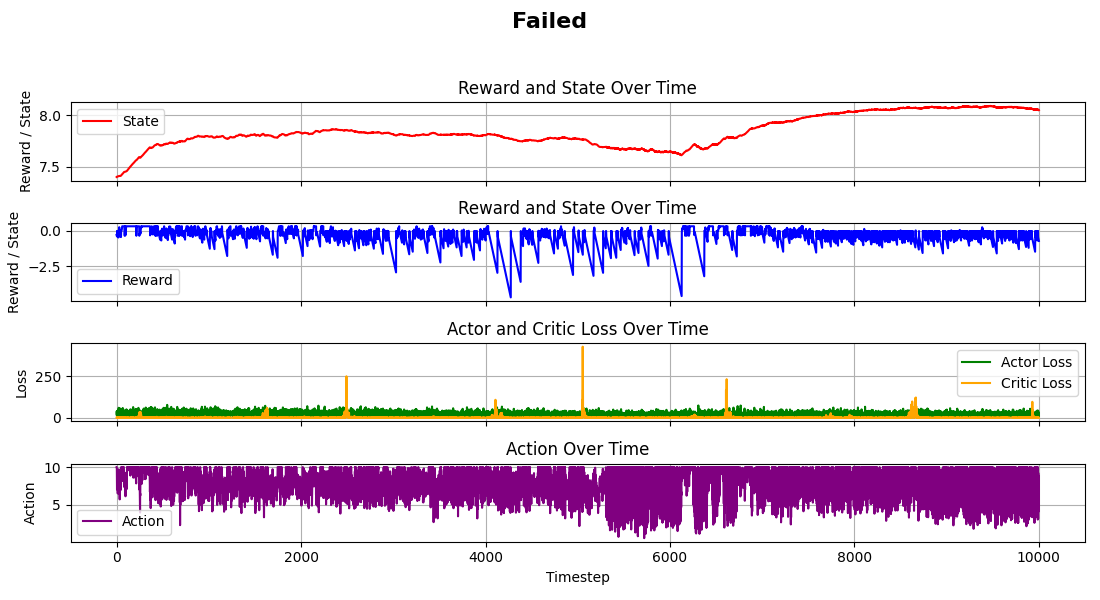 Failed
Reward and State Over Time
Reward / State
8.0
7.5
State
Reward and State Over Time
Reward / State
0.0
−2.5
Reward
Actor and Critic Loss Over Time
Loss
250
0
Actor Loss
Critic Loss
Action Over Time
Action
10
5
Action
0 2000 4000 6000 8000 10000
Timestep